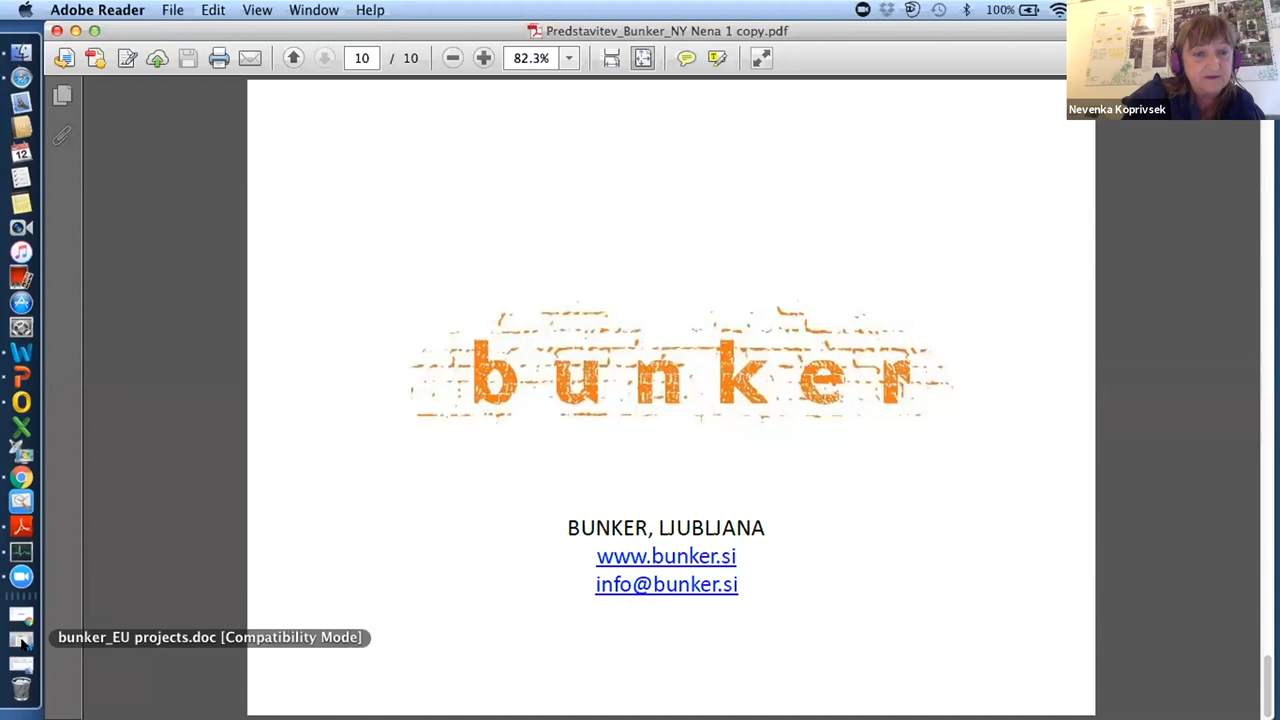 Adobe Reader File Edit View Window Help 100%
Predstavitev_Bunker_NY Nena 1 copy.pdf
10 / 10 82.3%
Nevenka Koprivsek
12
bunker
BUNKER, LJUBLJANA
www.bunker.si
info@bunker.si
bunker_EU projects.doc [Compatibility Mode]